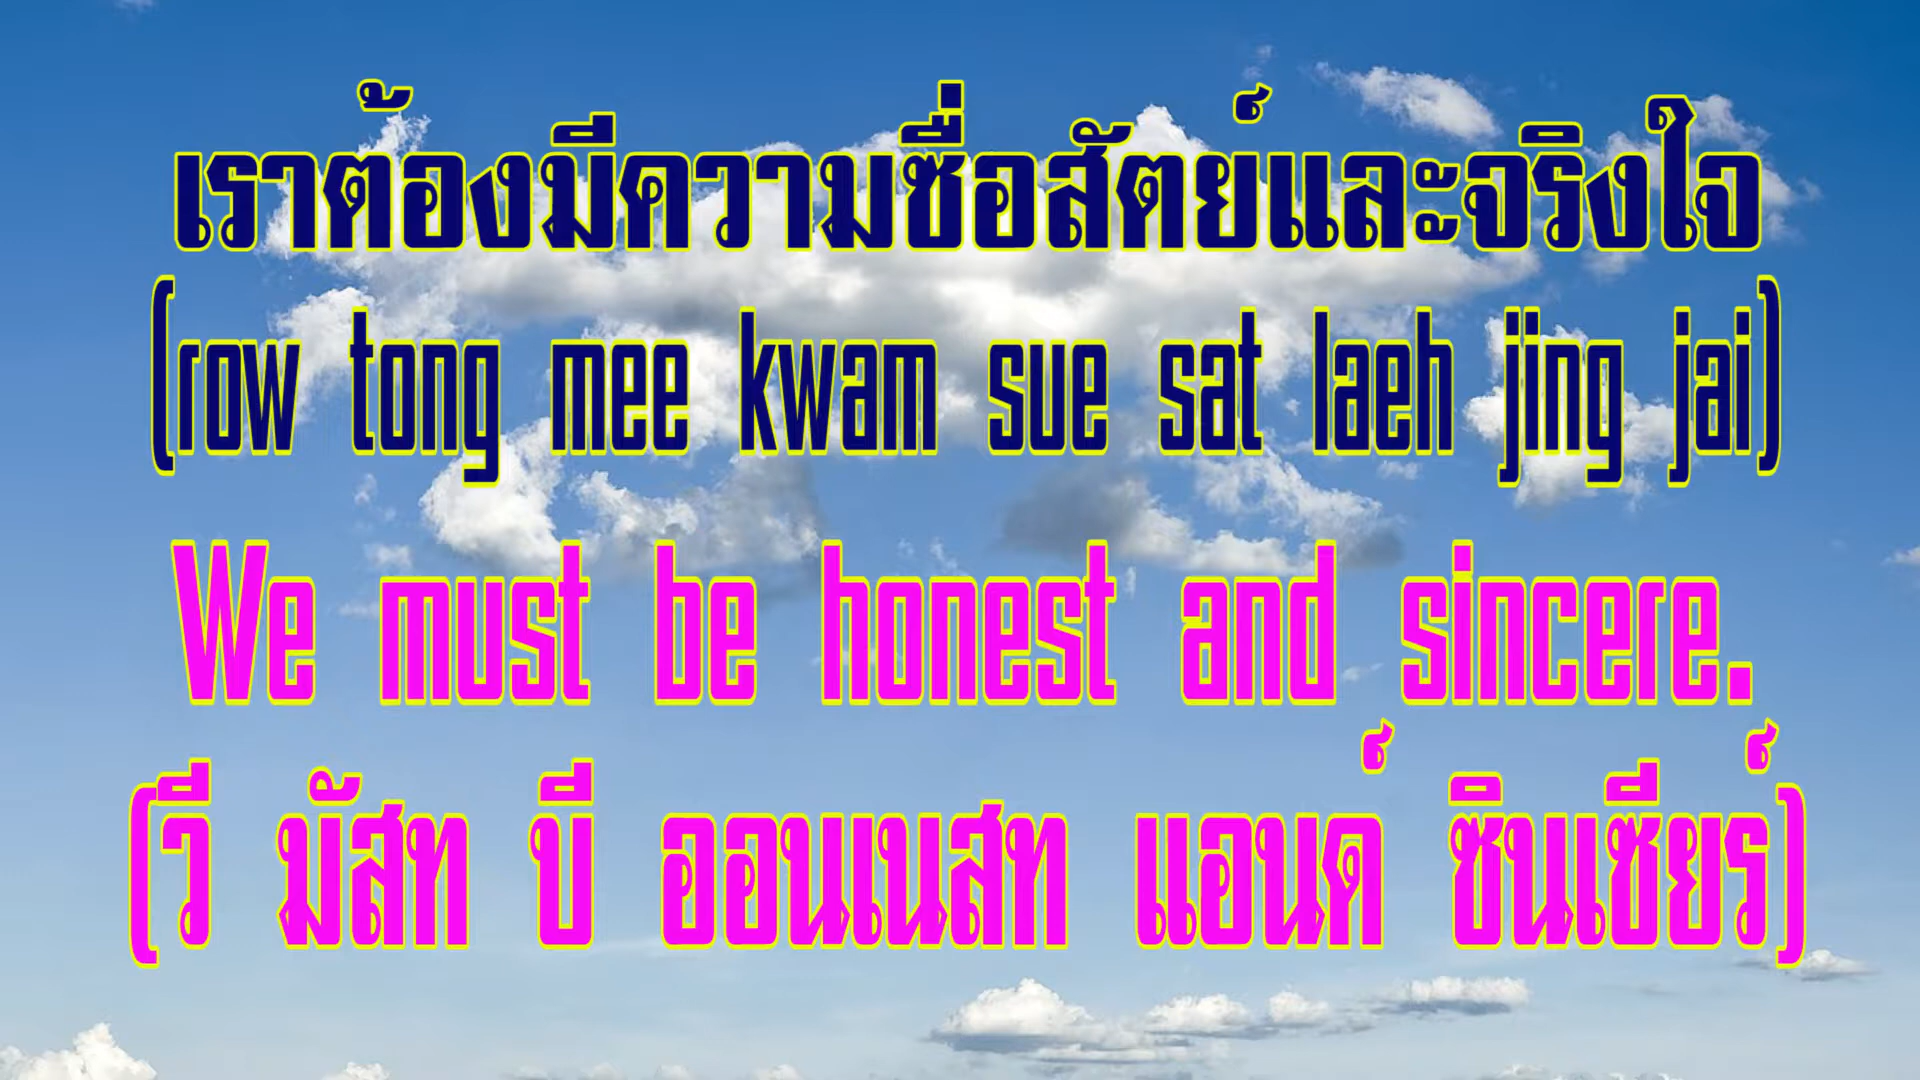 เราต้องมีความซื่อสัตย์และจริงใจ
(row tong mee kwam sue sat laeh jing jai)
We must be honest and sincere.
(วี มัสท บี ออนเนสท แอนด์ ซินเซียร์)